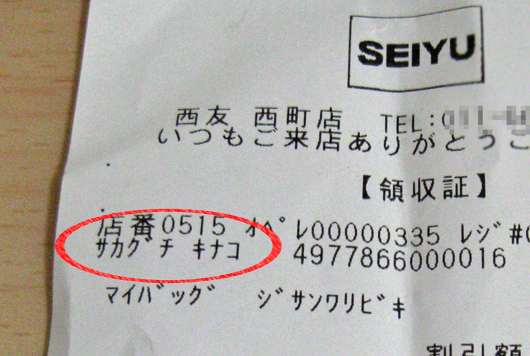 SEIYU
西友 西町店 TEL:0
いつもご来店ありがとうご
【領収証】
店番0515 ｵﾍﾟﾚ00000335 ﾚｼﾞ#0
ｻｶｸﾞﾁ ｷﾅｺ 4977866000016
ﾏｲﾊﾞｯｸﾞ ｼﾞｻﾝﾜﾘﾋﾞｷ
割引額